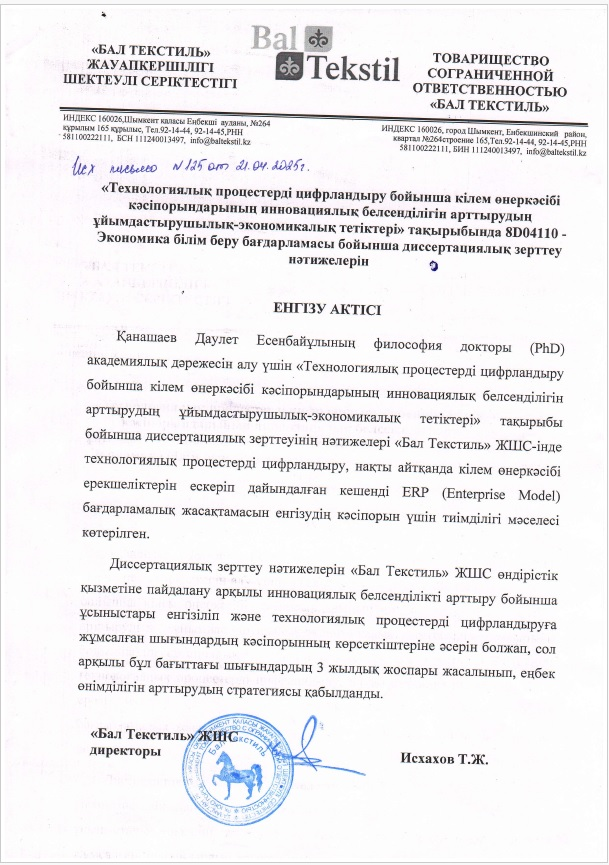 «БАЛ ТЕКСТИЛЬ»
ЖАУАПКЕРШІЛІГІ
ШЕКТЕУЛІ СЕРІКТЕСТІГІ
Bal
Tekstil
ТОВАРИЩЕСТВО
СОГРАНИЧЕННОЙ
ОТВЕТСТВЕННОСТЬЮ
«БАЛ ТЕКСТИЛЬ»
ИНДЕКС 160026,Шымкент қаласы Еңбекші ауданы, №264
құрылым 165 құрылыс, Тел.92-14-44, 92-14-45,РНН
581100222111, БСН 111240013497, info@baltekstil.kz
ИНДЕКС 160026, город Шымкент, Енбекшинский район,
квартал №264строение 165,Тел.92-14-44, 92-14-45,РНН
581100222111, БИН 111240013497, info@baltekstil.kz
Исх письмо N125 от 21.04.2025г.
«Технологиялық процестерді цифрландыру бойынша кілем өнеркәсібі
кәсіпорындарының инновациялық белсенділігін арттырудың
ұйымдастырушылық-экономикалық тетіктері» тақырыбында 8D04110 -
Экономика білім беру бағдарламасы бойынша диссертациялық зерттеу
нәтижелерін
ЕНГІЗУ АКТІСІ
Қанашаев Даулет Есенбайұлының философия докторы (PhD)
академиялық дәрежесін алу үшін «Технологиялық процестерді цифрландыру
бойынша кілем өнеркәсібі кәсіпорындарының инновациялық белсенділігін
арттырудың ұйымдастырушылық-экономикалық тетіктері» тақырыбы
бойынша диссертациялық зерттеуінің нәтижелері «Бал Текстиль» ЖШС-інде
технологиялық процестерді цифрландыру, нақты айтқанда кілем өнеркәсібі
ерекшеліктерін ескеріп дайындалған кешенді ERP (Enterprise Model)
бағдарламалық жасақтамасын енгізудің кәсіпорын үшін тиімділігі мәселесі
көтерілген.
Диссертациялық зерттеу нәтижелерін «Бал Текстиль» ЖШС өндірістік
қызметіне пайдалану арқылы инновациялық белсенділікті арттыру бойынша
ұсыныстары енгізіліп және технологиялық процестерді цифрландыруға
жұмсалған шығындардың кәсіпорынның көрсеткіштеріне әсерін болжап, сол
арқылы бұл бағыттағы шығындардың 3 жылдық жоспары жасалынып, еңбек
өнімділігін арттырудың стратегиясы қабылданды.
«Бал Текстиль» ЖШС
директоры
Исхахов Т.Ж.
Бал Текстиль